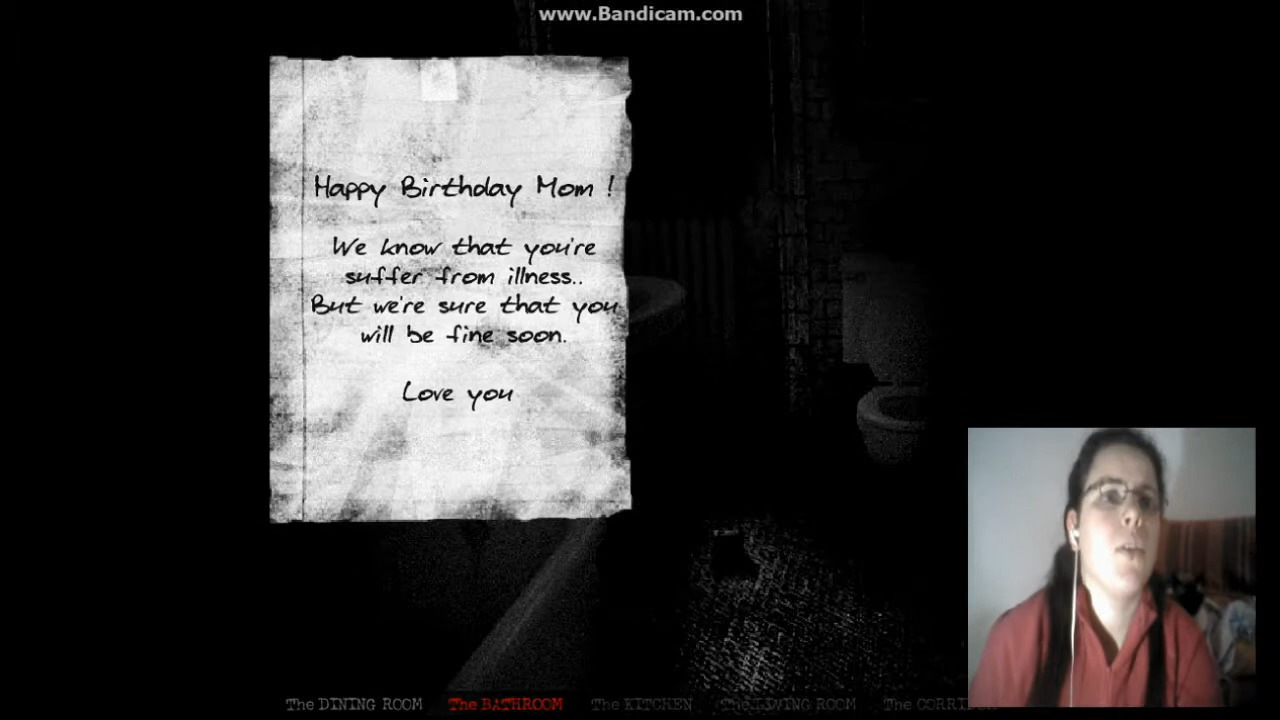 www.Bandicam.com
Happy Birthday Mom !
We know that you're
suffer from illness..
But we're sure that you
will be fine soon.
Love you
The DINING ROOM The BATHROOM The KITCHEN The LIVING ROOM The